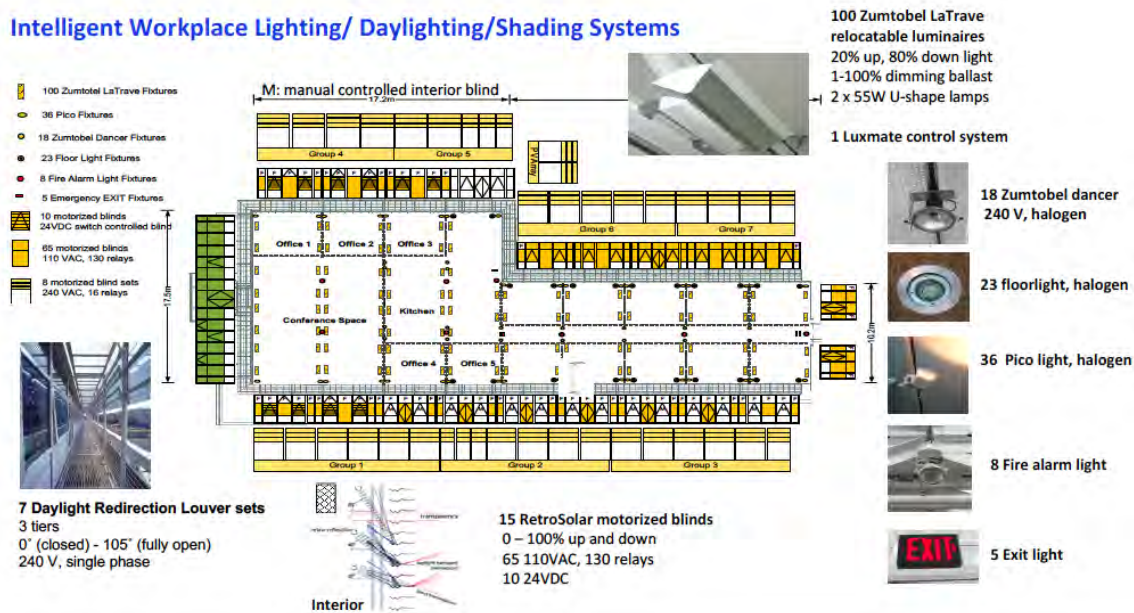 Intelligent Workplace Lighting/ Daylighting/Shading Systems
100 Zumtobel LaTrave
relocatable luminaires
20% up, 80% down light
1-100% dimming ballast
2 x 55W U-shape lamps
1 Luxmate control system
100 Zumtotel LaTrave Fixtures
36 Pico Fixtures
18 Zumtobel Dancer Fixtures
23 Floor Light Fixtures
8 Fire Alarm Light Fixtures
5 Emergency EXIT Fixtures
10 motorized blinds
24VDC switch controlled blind
65 motorized blinds
110 VAC, 130 relays
8 motorized blind sets
240 VAC, 16 relays
M: manual controlled interior blind
17.2m
Group 4
Group 5
PVArray
Group 6
Group 7
17.5m
Office 1
Office 2
Office 3
Conference Space
Kitchen
Office 4
Office 5
16.2m
Group 1
Group 2
Group 3
18 Zumtobel dancer
240 V, halogen
23 floorlight, halogen
36 Pico light, halogen
8 Fire alarm light
EXIT
5 Exit light
7 Daylight Redirection Louver sets
3 tiers
0˚ (closed) - 105˚ (fully open)
240 V, single phase
Interior
15 RetroSolar motorized blinds
0 – 100% up and down
65 110VAC, 130 relays
10 24VDC